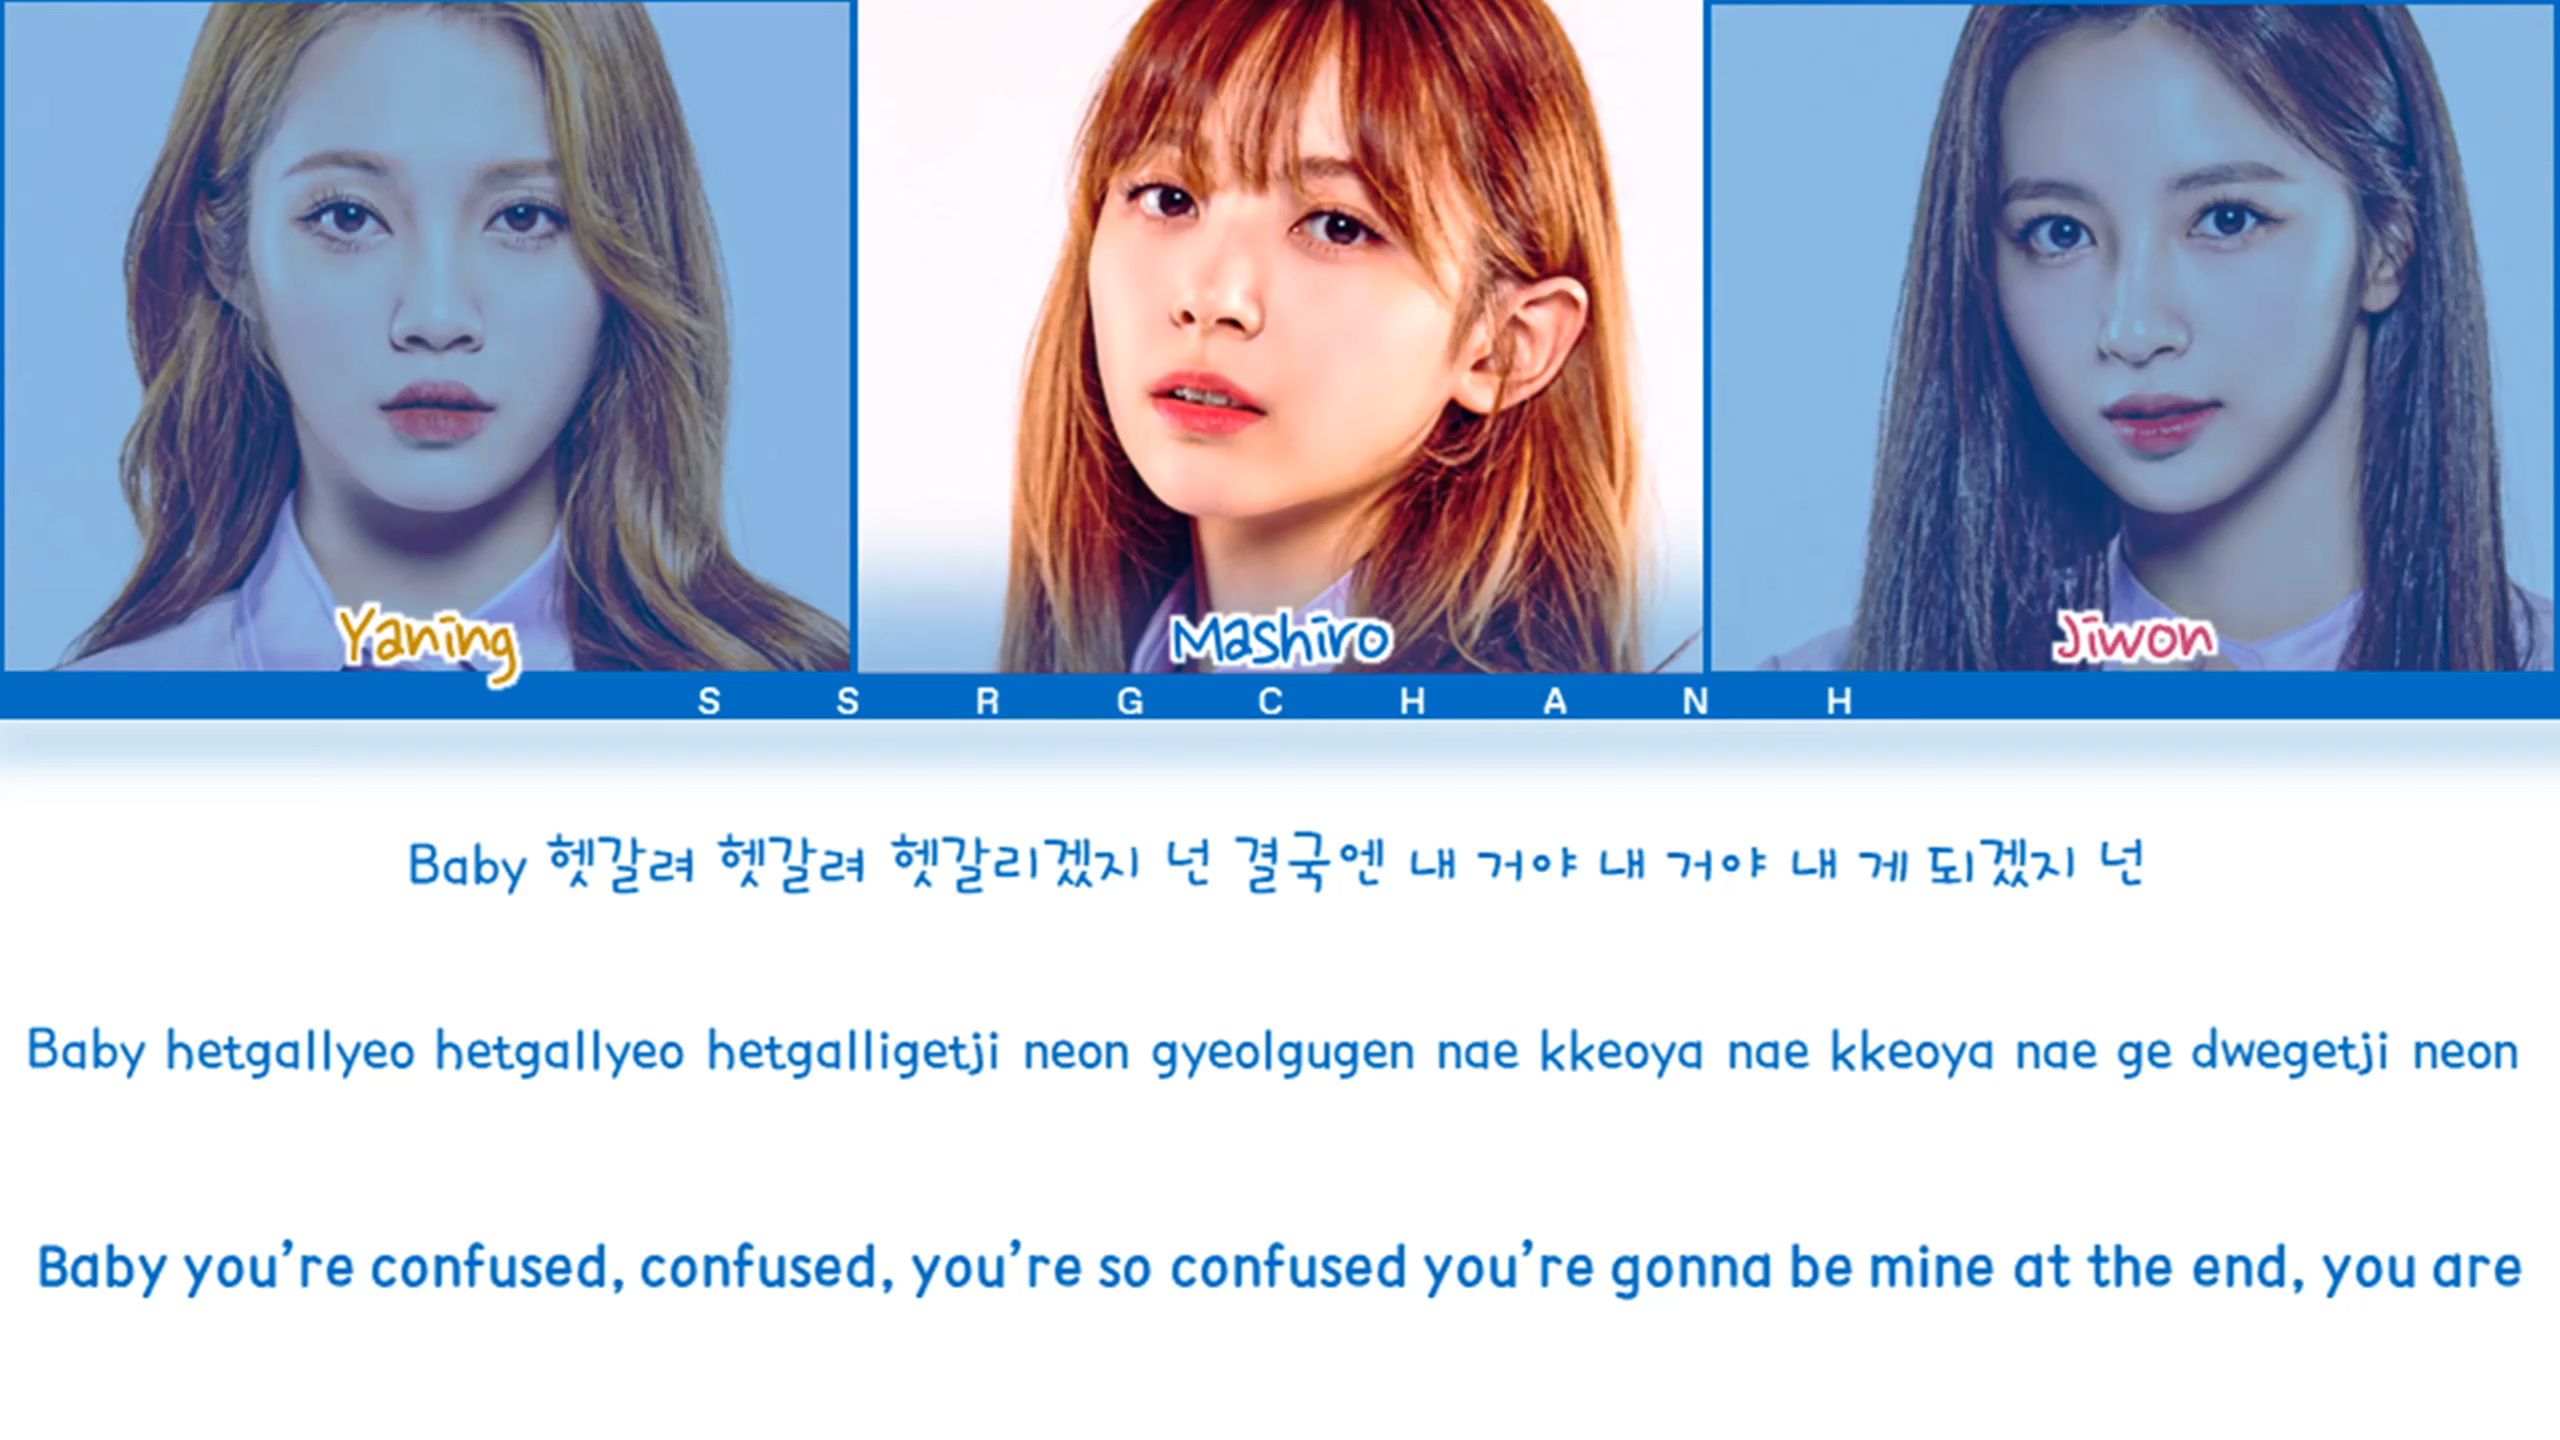 Yaning
Mashiro
Jiwon
S S R G C H A N H
Baby 헷갈려 헷갈려 헷갈리겠지 넌 결국엔 내 거야 내 거야 내 게 되겠지 넌
Baby hetgallyeo hetgallyeo hetgalligetji neon gyeolgugen nae kkeoya nae kkeoya nae ge dwegetji neon
Baby you’re confused, confused, you’re so confused you’re gonna be mine at the end, you are